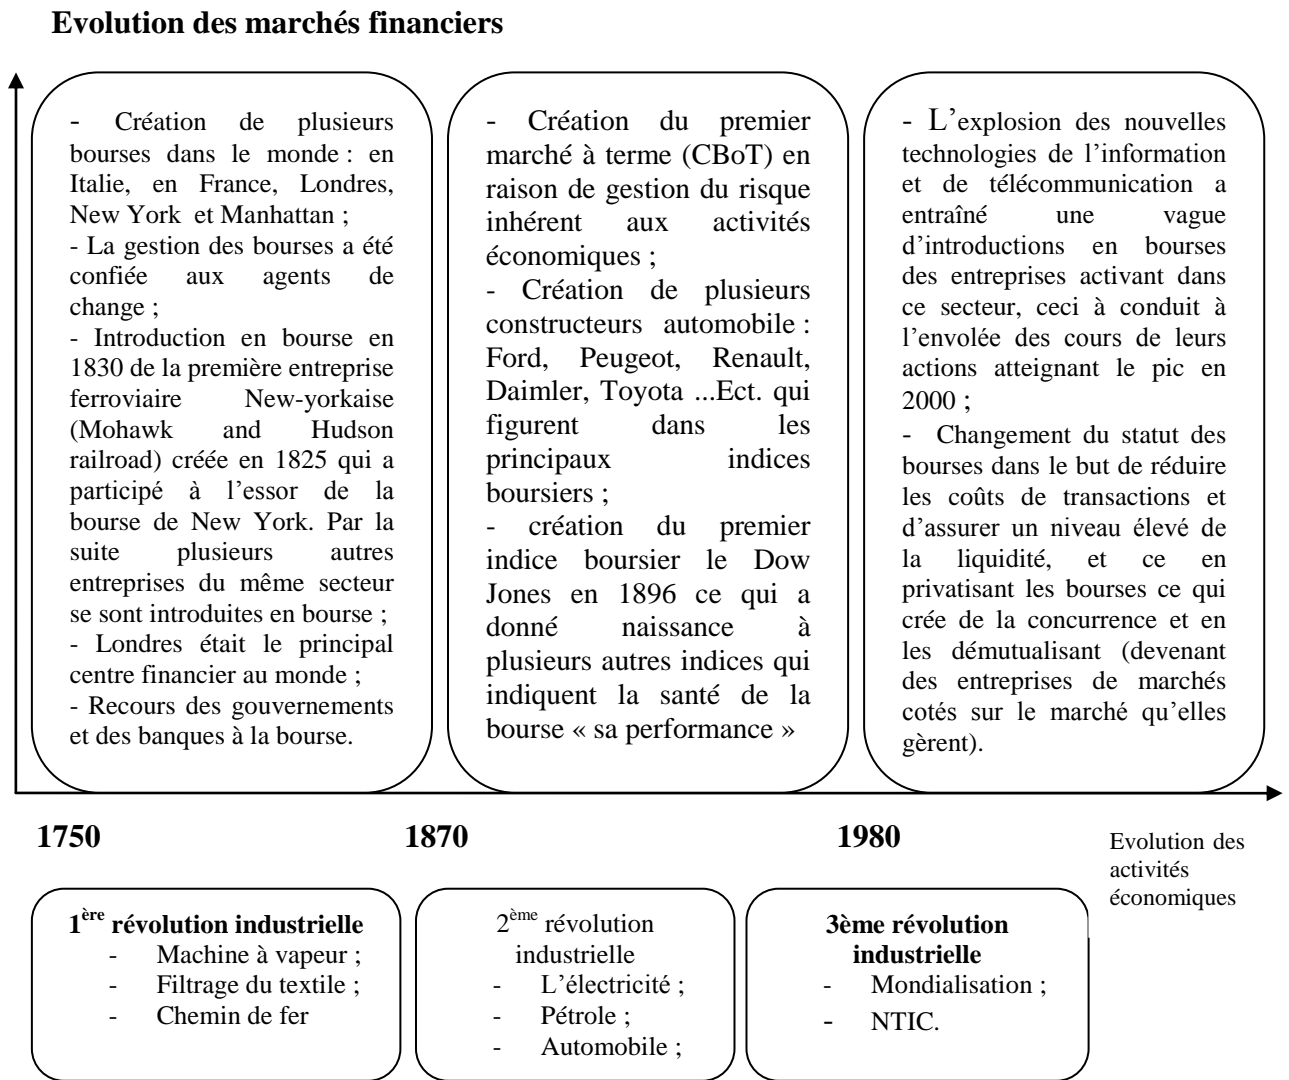 Evolution des marchés financiers
- Création de plusieurs
bourses dans le monde : en
Italie, en France, Londres,
New York et Manhattan ;
- La gestion des bourses a été
confiée aux agents de
change ;
- Introduction en bourse en
1830 de la première entreprise
ferroviaire New-yorkaise
(Mohawk and Hudson
railroad) créée en 1825 qui a
participé à l’essor de la
bourse de New York. Par la
suite plusieurs autres
entreprises du même secteur
se sont introduites en bourse ;
- Londres était le principal
centre financier au monde ;
- Recours des gouvernements
et des banques à la bourse.
- Création du premier
marché à terme (CBoT) en
raison de gestion du risque
inhérent aux activités
économiques ;
- Création de plusieurs
constructeurs automobile :
Ford, Peugeot, Renault,
Daimler, Toyota ...Ect. qui
figurent dans les
principaux indices
boursiers ;
- création du premier
indice boursier le Dow
Jones en 1896 ce qui a
donné naissance à
plusieurs autres indices qui
indiquent la santé de la
bourse « sa performance »
- L’explosion des nouvelles
technologies de l’information
et de télécommunication a
entraîné une vague
d’introductions en bourses
des entreprises activant dans
ce secteur, ceci à conduit à
l’envolée des cours de leurs
actions atteignant le pic en
2000 ;
- Changement du statut des
bourses dans le but de réduire
les coûts de transactions et
d’assurer un niveau élevé de
la liquidité, et ce en
privatisant les bourses ce qui
crée de la concurrence et en
les démutualisant (devenant
des entreprises de marchés
cotés sur le marché qu’elles
gèrent).
1750 1870 1980
Evolution des
activités
économiques
1ère révolution industrielle
- Machine à vapeur ;
- Filtrage du textile ;
- Chemin de fer
2ème révolution
industrielle
- L’électricité ;
- Pétrole ;
- Automobile ;
3ème révolution
industrielle
- Mondialisation ;
- NTIC.